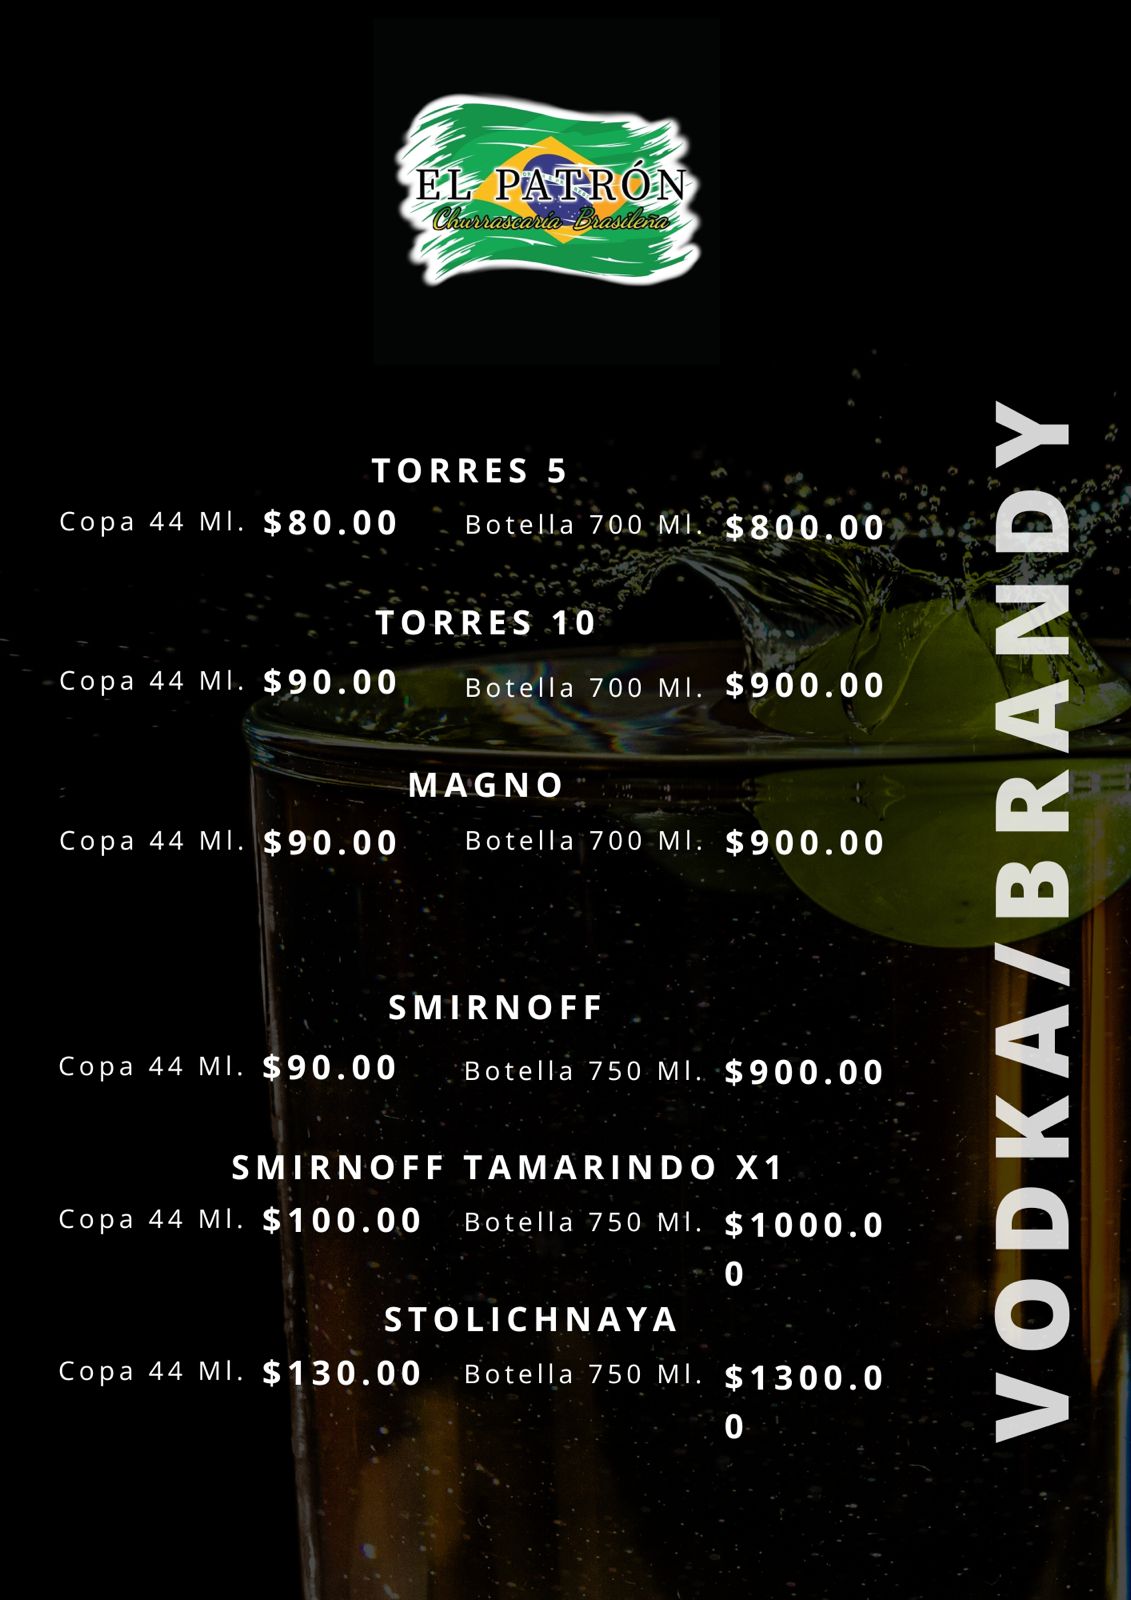 EL PATRÓN
Churrascaría Brasileña
TORRES 5
Copa 44 Ml. $80.00 Botella 700 Ml. $800.00
TORRES 10
Copa 44 Ml. $90.00 Botella 700 Ml. $900.00
MAGNO
Copa 44 Ml. $90.00 Botella 700 Ml. $900.00
SMIRNOFF
Copa 44 Ml. $90.00 Botella 750 Ml. $900.00
SMIRNOFF TAMARINDO X1
Copa 44 Ml. $100.00 Botella 750 Ml. $1000.0
0
STOLICHNAYA
Copa 44 Ml. $130.00 Botella 750 Ml. $1300.0
0
VODKA/BRANDY